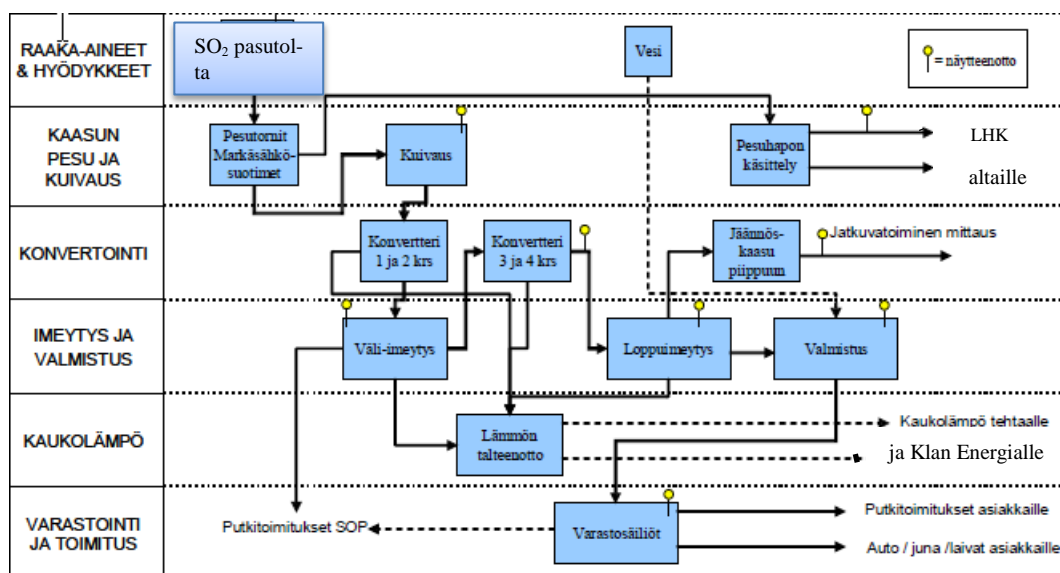 RAAKA-AINEET
& HYÖDYKKEET
SO2 pasutol-
ta
Vesi
= näytteenotto
KAASUN
PESU JA
KUIVAUS
Pesutornit
Märkäsähkö-
suotimet
Kuivaus
Pesuhapon
käsittely
LHK
altaille
KONVERTOINTI
Konvertteri
1 ja 2 krs
Konvertteri
3 ja 4 krs
Jäännös-
kaasu
piippuun
Jatkuvatoiminen mittaus
IMEYTYS JA
VALMISTUS
Väli-imeytys
Loppuimeytys
Valmistus
KAUKOLÄMPÖ
Lämmön
talteenotto
Kaukolämpö tehtaalle
ja Klan Energialle
VARASTOINTI
JA TOIMITUS
Putkitoimitukset SOP
Varastosäiliöt
Putkitoimitukset asiakkaille
Auto / juna /laivat asiakkaille